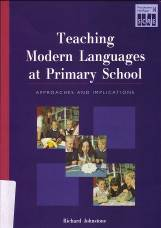 Teaching
Modern Languages
at Primary School
APPROACHES AND IMPLICATIONS
Richard Johnstone